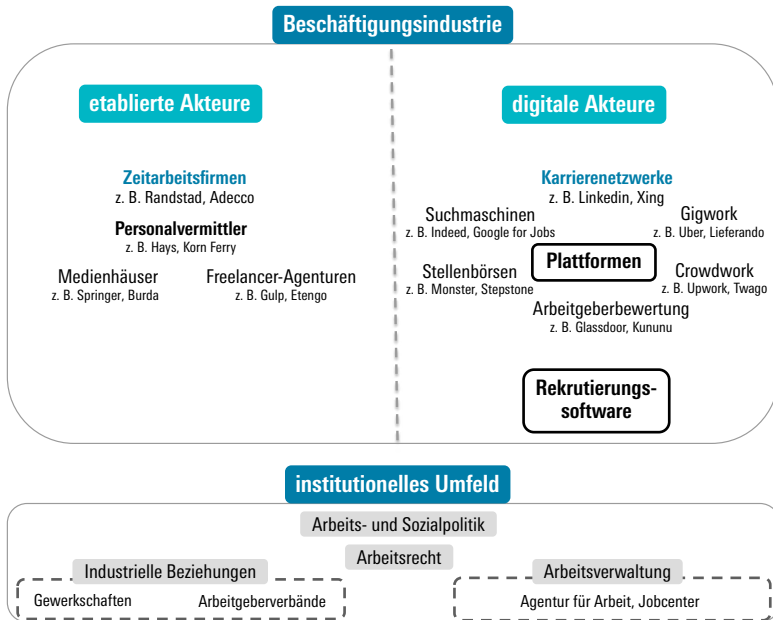 Beschäftigungsindustrie
etablierte Akteure
Zeitarbeitsfirmen
z. B. Randstad, Adecco
Personalvermittler
z. B. Hays, Korn Ferry
Medienhäuser
z. B. Springer, Burda
Freelancer-Agenturen
z. B. Gulp, Etengo
digitale Akteure
Karrierenetzwerke
z. B. Linkedin, Xing
Suchmaschinen
z. B. Indeed, Google for Jobs
Gigwork
z. B. Uber, Lieferando
Plattformen
Stellenbörsen
z. B. Monster, Stepstone
Crowdwork
z. B. Upwork, Twago
Arbeitgeberbewertung
z. B. Glassdoor, Kununu
Rekrutierungs-
software
institutionelles Umfeld
Arbeits- und Sozialpolitik
Arbeitsrecht
Industrielle Beziehungen
Gewerkschaften
Arbeitgeberverbände
Arbeitsverwaltung
Agentur für Arbeit, Jobcenter